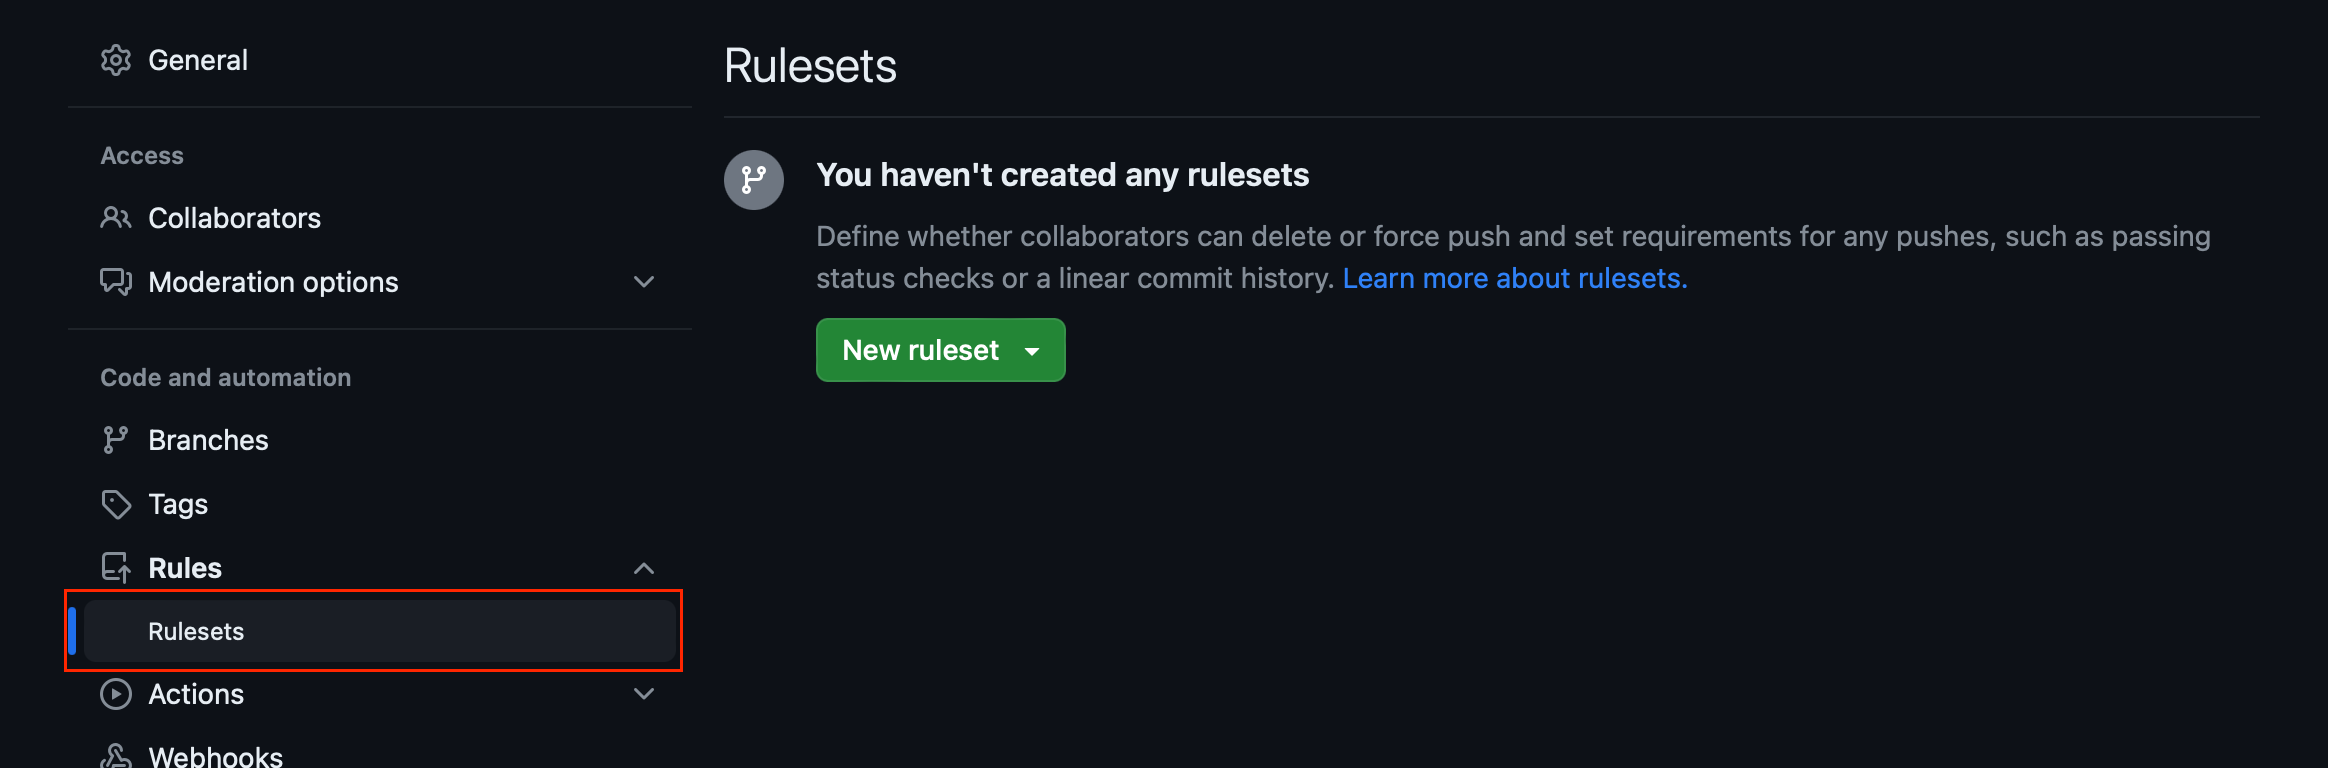 General
Access
Collaborators
Moderation options
Code and automation
Branches
Tags
Rules
Rulesets
Actions
Webhooks
Rulesets
You haven't created any rulesets
Define whether collaborators can delete or force push and set requirements for any pushes, such as passing
status checks or a linear commit history. Learn more about rulesets.
New ruleset